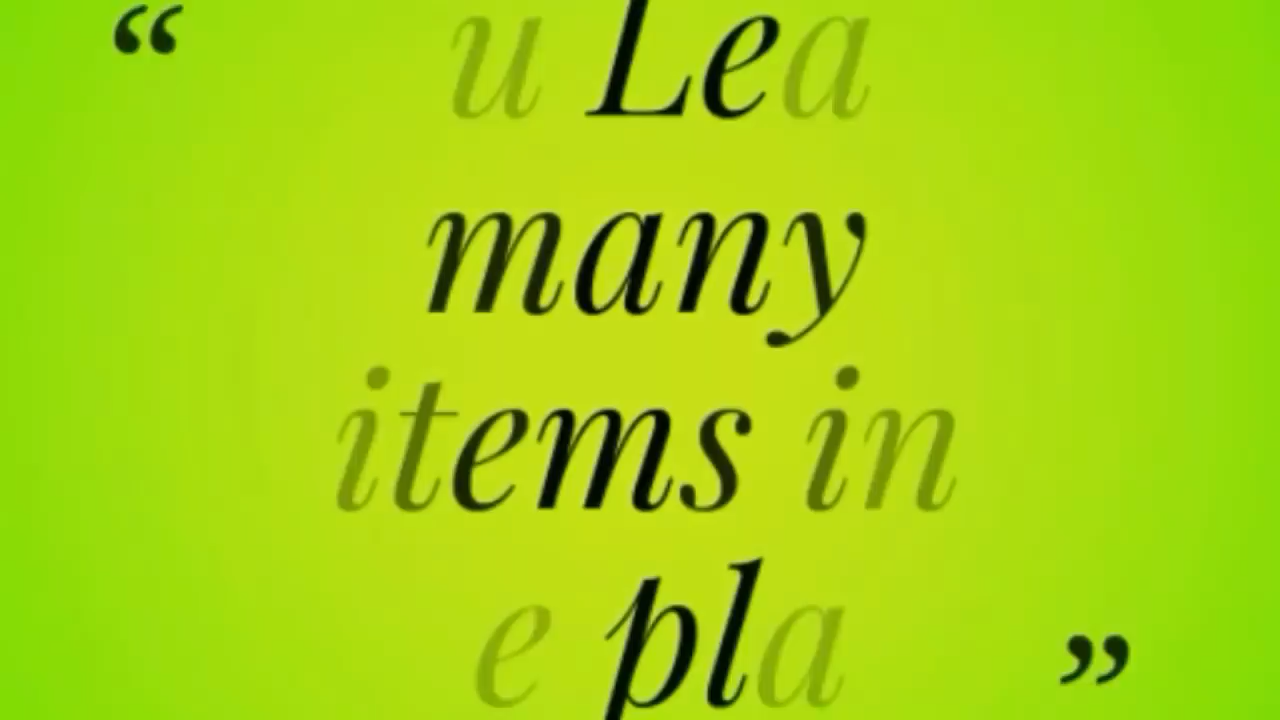 “ u Lea
many
items in
e pla ”